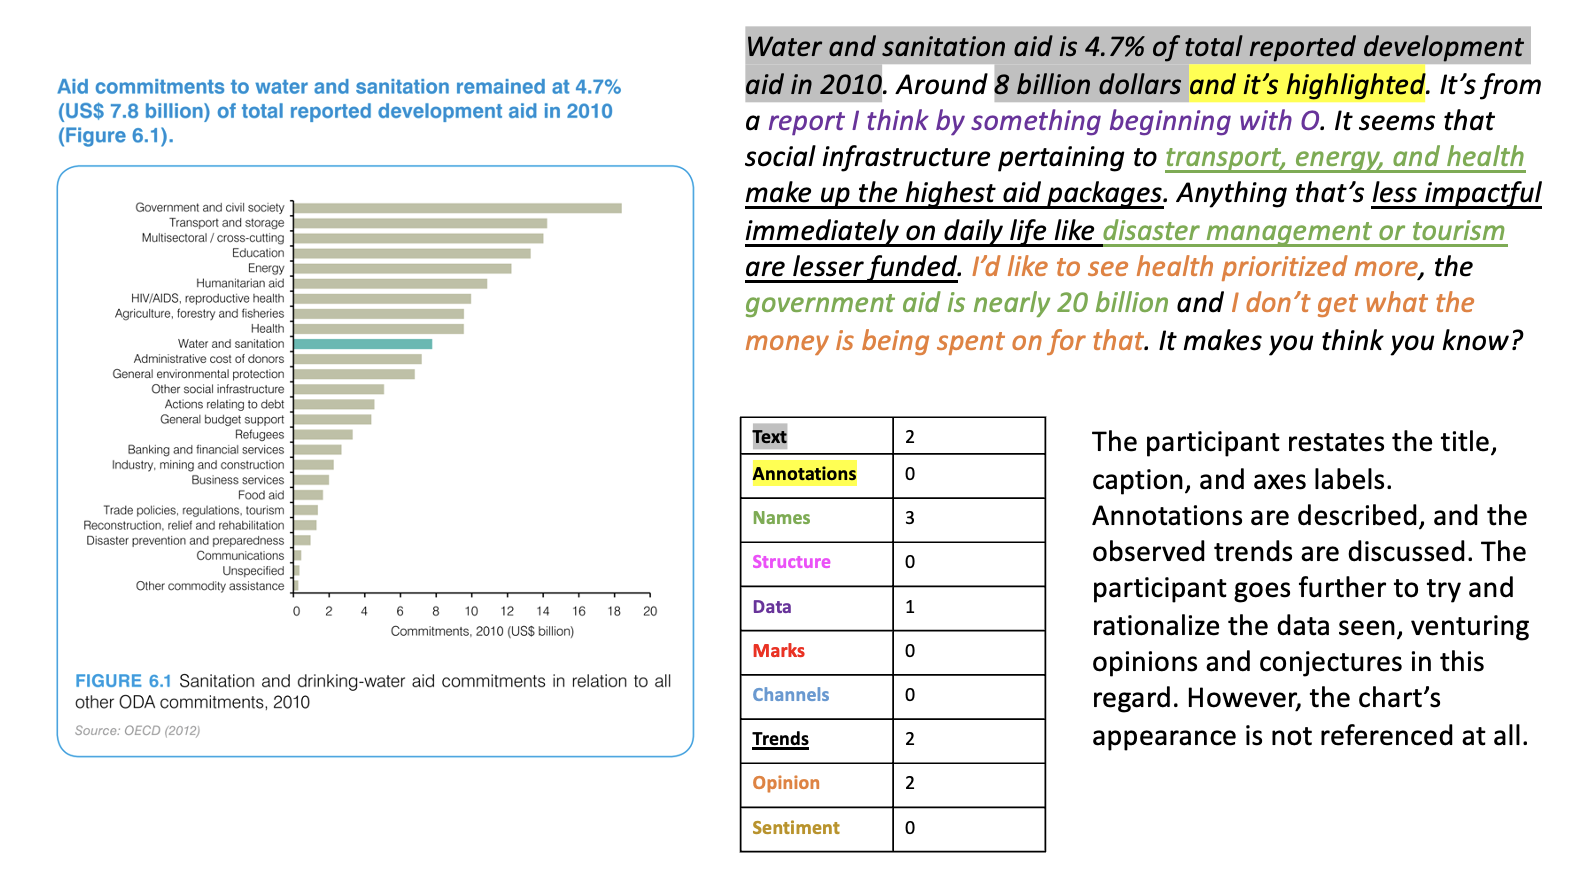 Aid commitments to water and sanitation remained at 4.7%
(US$ 7.8 billion) of total reported development aid in 2010
(Figure 6.1).
Government and civil society
Transport and storage
Multisectoral / cross-cutting
Education
Energy
Humanitarian aid
HIV/AIDS, reproductive health
Agriculture, forestry and fisheries
Health
Water and sanitation
Administrative cost of donors
General environmental protection
Other social infrastructure
Actions relating to debt
General budget support
Refugees
Banking and financial services
Industry, mining and construction
Business services
Food aid
Trade policies, regulations, tourism
Reconstruction, relief and rehabilitation
Disaster prevention and preparedness
Communications
Unspecified
Other commodity assistance
0 2 4 6 8 10 12 14 16 18 20
Commitments, 2010 (US$ billion)
FIGURE 6.1 Sanitation and drinking-water aid commitments in relation to all
other ODA commitments, 2010
Source: OECD (2012)
Water and sanitation aid is 4.7% of total reported development
aid in 2010. Around 8 billion dollars and it's highlighted. It's from
a report I think by something beginning with O. It seems that
social infrastructure pertaining to transport, energy, and health
make up the highest aid packages. Anything that's less impactful
immediately on daily life like disaster management or tourism
are lesser funded. I'd like to see health prioritized more, the
government aid is nearly 20 billion and I don't get what the
money is being spent on for that. It makes you think you know?
Text 2
Annotations 0
Names 3
Structure 0
Data 1
Marks 0
Channels 0
Trends 2
Opinion 2
Sentiment 0
The participant restates the title,
caption, and axes labels.
Annotations are described, and the
observed trends are discussed. The
participant goes further to try and
rationalize the data seen, venturing
opinions and conjectures in this
regard. However, the chart's
appearance is not referenced at all.